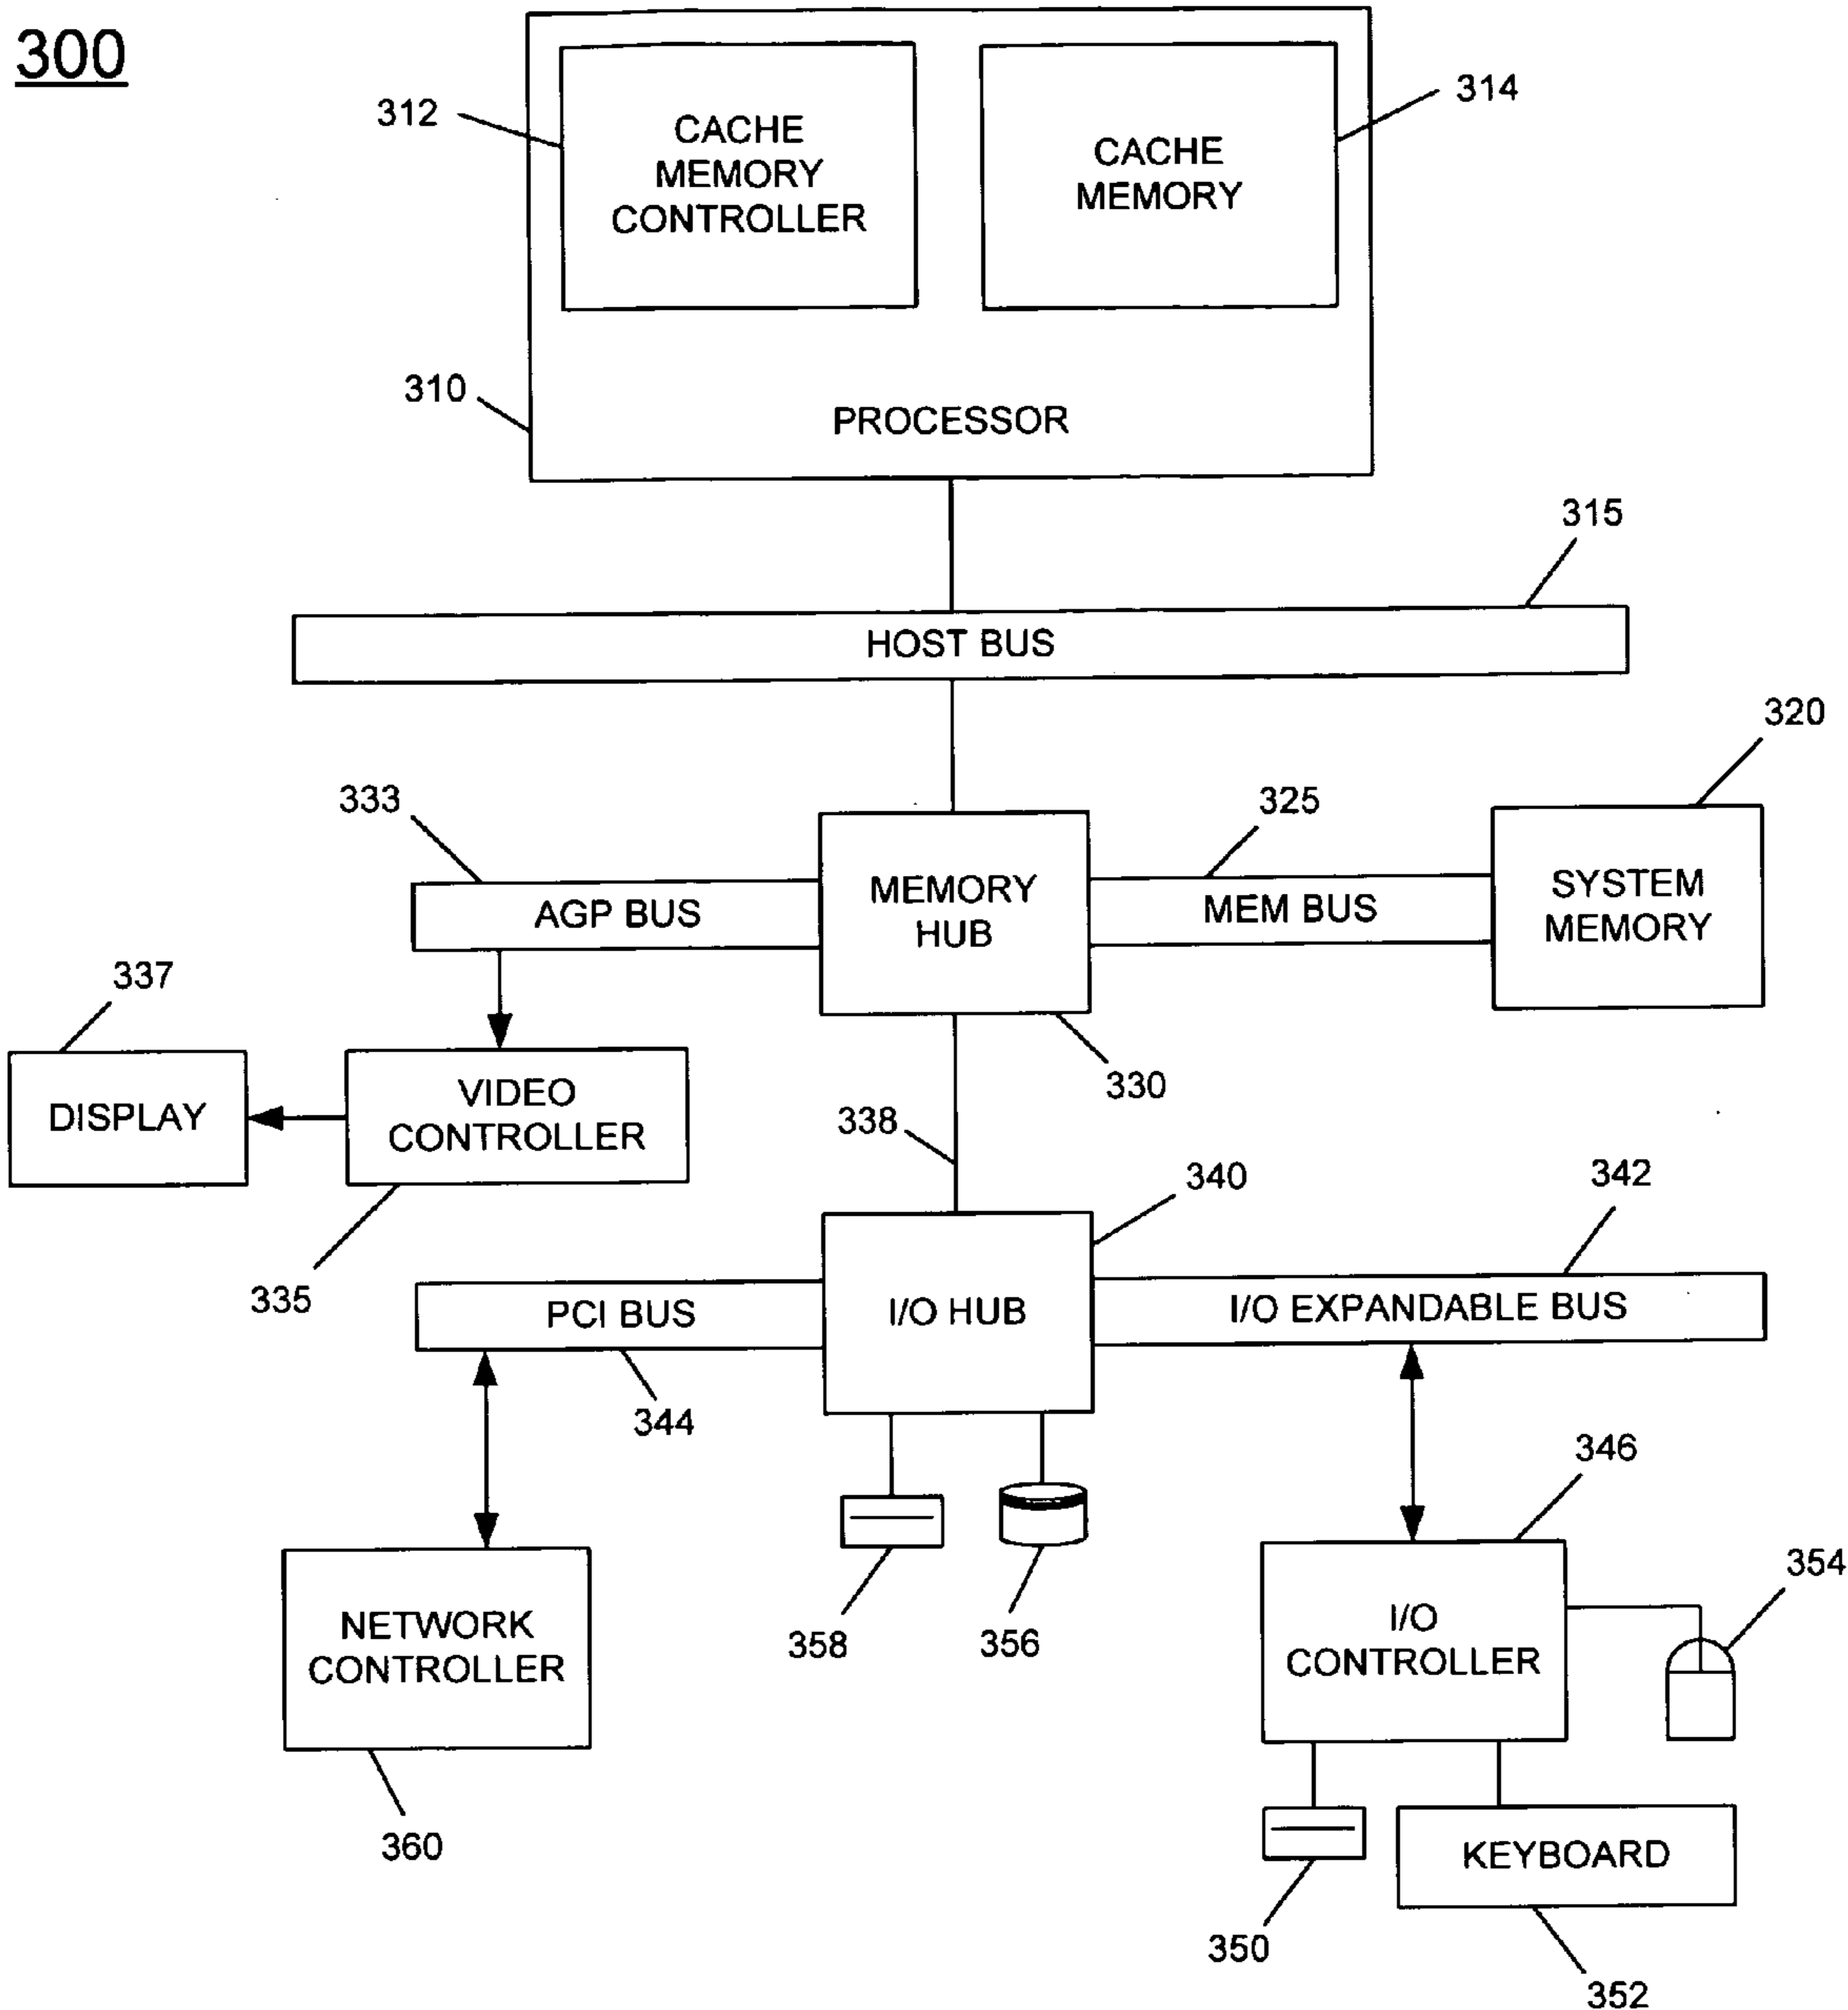 300
312
CACHE
MEMORY
CONTROLLER
CACHE
MEMORY
314
310
PROCESSOR
315
HOST BUS
320
333
325
AGP BUS
MEMORY
HUB
MEM BUS
SYSTEM
MEMORY
337
330
DISPLAY
VIDEO
CONTROLLER
338
340
342
335
PCI BUS
I/O HUB
I/O EXPANDABLE BUS
344
346
354
358
356
NETWORK
CONTROLLER
I/O
CONTROLLER
360
350
KEYBOARD
352